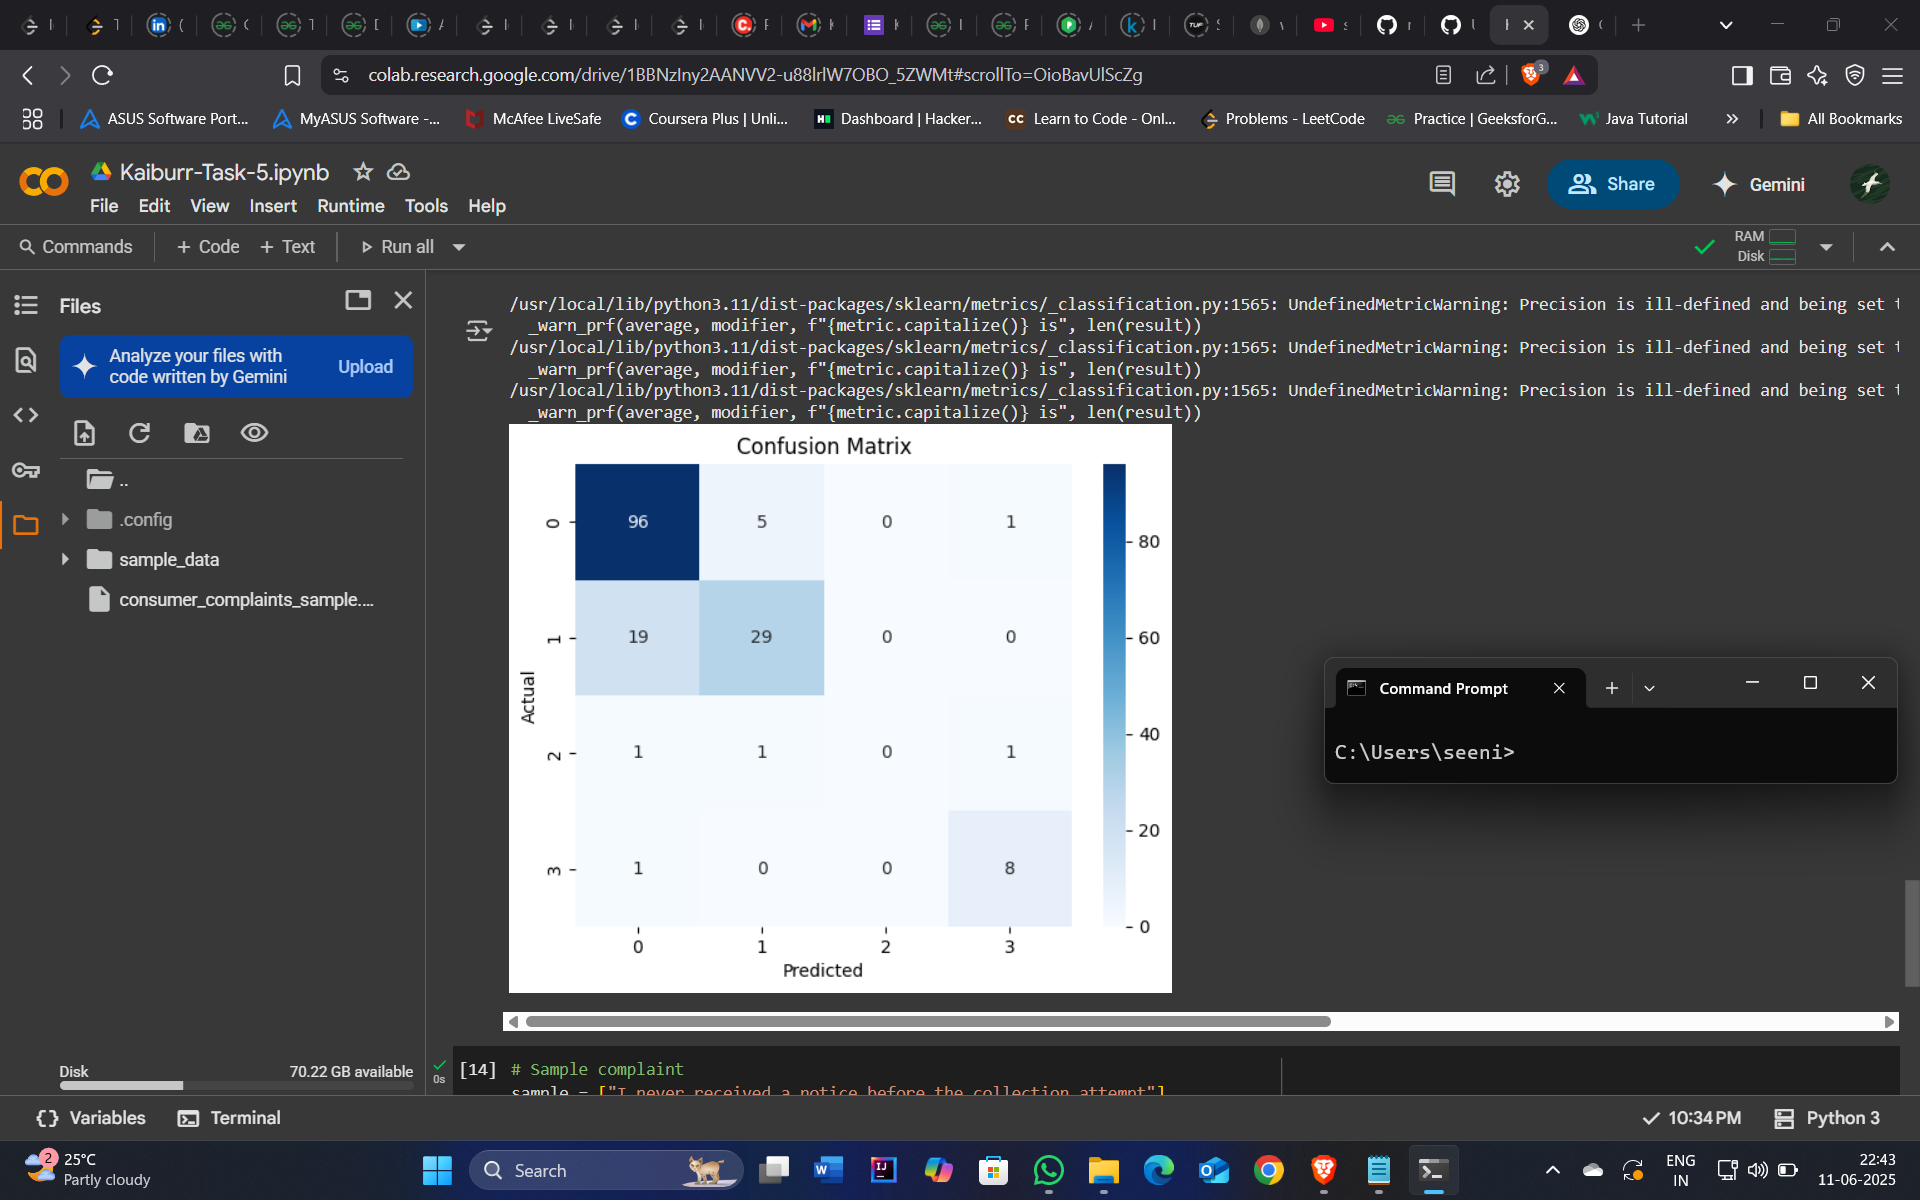 colab.research.google.com/drive/1BBNzlny2AANVV2-u88lrlW7OBO_5ZWMt#scrollTo=OioBavUlScZg
3
ASUS Software Port...
MyASUS Software -...
McAfee LiveSafe
Coursera Plus | Unli...
Dashboard | Hacker...
Learn to Code - Onl...
Problems - LeetCode
Practice | GeeksforG...
Java Tutorial
All Bookmarks
Kaiburr-Task-5.ipynb
File Edit View Insert Runtime Tools Help
Share
Gemini
Commands + Code + Text Run all
RAM
Disk
Files
Analyze your files with
code written by Gemini
Upload
..
.config
sample_data
consumer_complaints_sample....
Disk 70.22 GB available
/usr/local/lib/python3.11/dist-packages/sklearn/metrics/_classification.py:1565: UndefinedMetricWarning: Precision is ill-defined and being set
_warn_prf(average, modifier, f"{metric.capitalize()} is", len(result))
/usr/local/lib/python3.11/dist-packages/sklearn/metrics/_classification.py:1565: UndefinedMetricWarning: Precision is ill-defined and being set
_warn_prf(average, modifier, f"{metric.capitalize()} is", len(result))
/usr/local/lib/python3.11/dist-packages/sklearn/metrics/_classification.py:1565: UndefinedMetricWarning: Precision is ill-defined and being set
_warn_prf(average, modifier, f"{metric.capitalize()} is", len(result))
Confusion Matrix
0 96 5 0 1
1 19 29 0 0
2 1 1 0 1
3 1 0 0 8
0 1 2 3
Actual
Predicted
80
60
40
20
0
Command Prompt
C:\Users\seeni>
0s
[14] # Sample complaint
sample = ["I never received a notice before the collection attempt"]
Variables Terminal
10:34 PM Python 3
2
25°C
Partly cloudy
Search
ENG
IN
22:43
11-06-2025